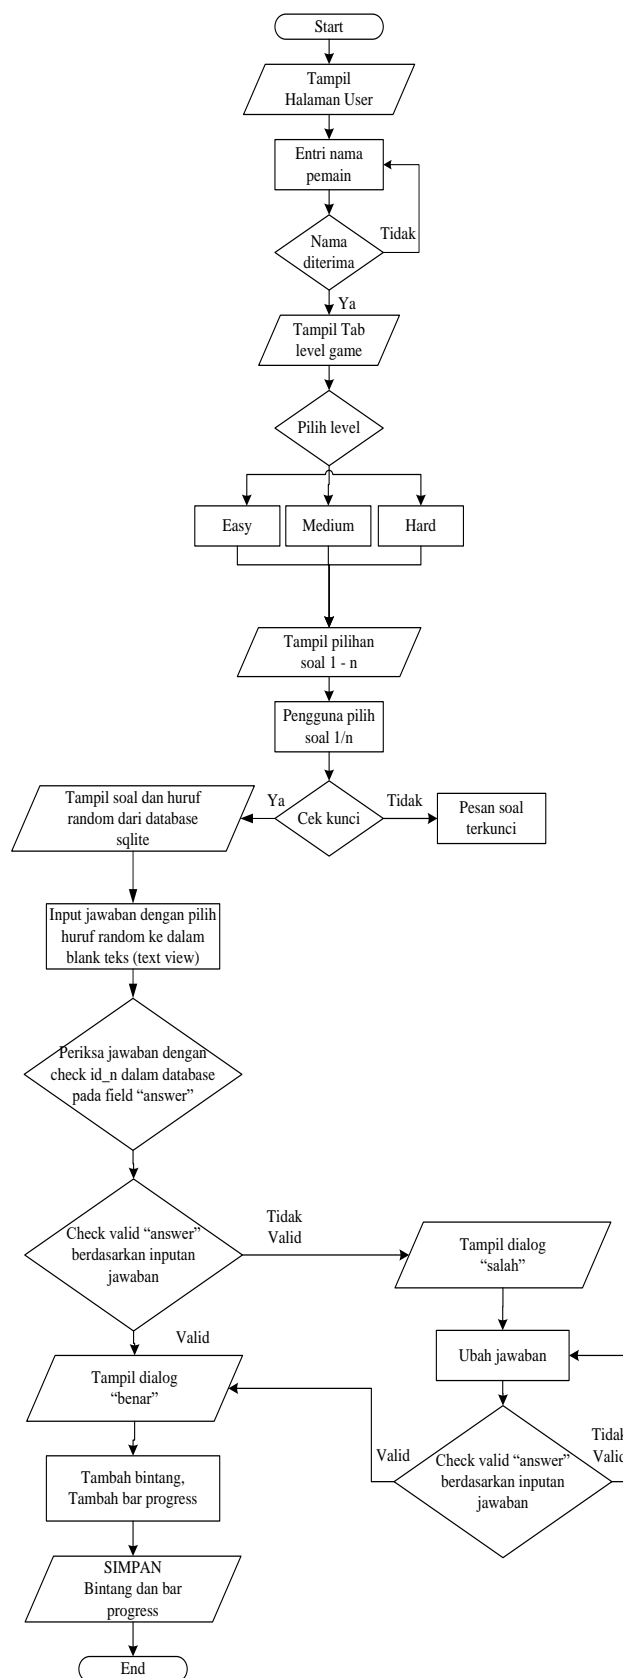 Start
Tampil
Halaman User
Entri nama
pemain
Nama
diterima
Tidak
Ya
Tampil Tab
level game
Pilih level
Easy
Medium
Hard
Tampil pilihan
soal 1 - n
Pengguna pilih
soal 1/n
Cek kunci
Ya
Tidak
Tampil soal dan huruf
random dari database
sqlite
Pesan soal
terkunci
Input jawaban dengan pilih
huruf random ke dalam
blank teks (text view)
Periksa jawaban dengan
check id_n dalam database
pada field “answer”
Check valid “answer”
berdasarkan inputan
jawaban
Tidak
Valid
Tampil dialog
“salah”
Valid
Ubah jawaban
Tampil dialog
“benar”
Check valid “answer”
berdasarkan inputan
jawaban
Valid
Tidak
Valid
Tambah bintang,
Tambah bar progress
SIMPAN
Bintang dan bar
progress
End